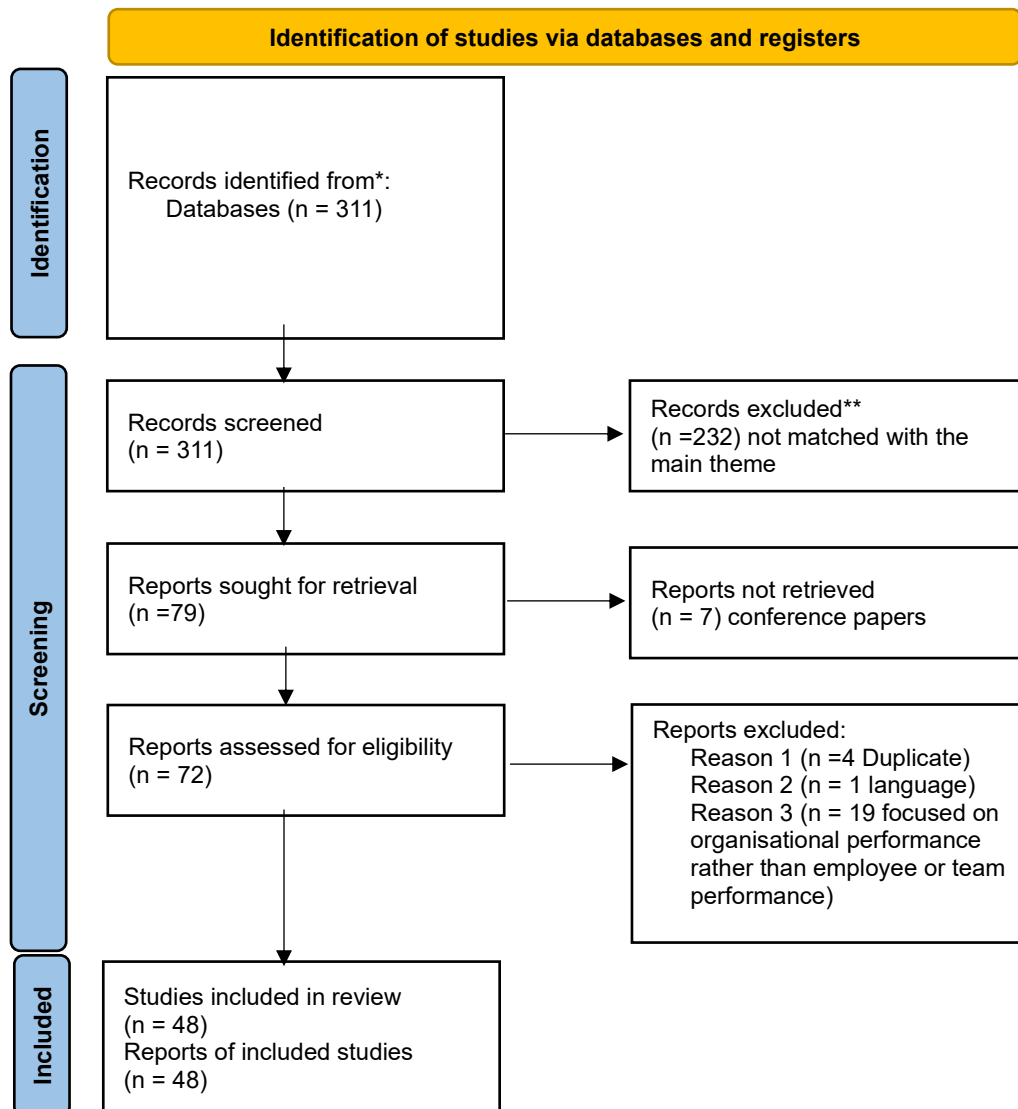 Identification of studies via databases and registers
Identification
Records identified from*:
Databases (n = 311)
Screening
Records screened
(n = 311)
Records excluded**
(n =232) not matched with the
main theme
Reports sought for retrieval
(n =79)
Reports not retrieved
(n = 7) conference papers
Reports assessed for eligibility
(n = 72)
Reports excluded:
Reason 1 (n =4 Duplicate)
Reason 2 (n = 1 language)
Reason 3 (n = 19 focused on
organisational performance
rather than employee or team
performance)
Included
Studies included in review
(n = 48)
Reports of included studies
(n = 48)